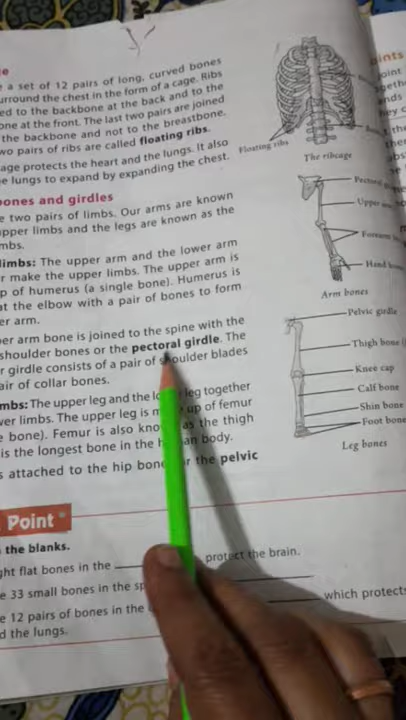 a set of 12 pairs of long, curved bones
urround the chest in the form of a cage. Ribs
ed to the backbone at the back and to the
one at the front. The last two pairs are joined
the backbone and not to the breastbone.
wo pairs of ribs are called floating ribs.
age protects the heart and the lungs. It also
e lungs to expand by expanding the chest.
Floating ribs
The ribcage
bones and girdles
e two pairs of limbs. Our arms are known
upper limbs and the legs are known as the
mbs.
limbs: The upper arm and the lower arm
r make the upper limbs. The upper arm is
p of humerus (a single bone). Humerus is
at the elbow with a pair of bones to form
er arm.
Upper
Forearm
Hand
Arm bones
per arm bone is joined to the spine with the
shoulder bones or the pectoral girdle. The
r girdle consists of a pair of shoulder blades
air of collar bones.
mbs: The upper leg and the lo leg together
wer limbs. The upper leg is m up of femur
e bone). Femur is also kno as the thigh
is the longest bone in the h an body.
s attached to the hip bone or the pelvic
Pelvic girdle
Thigh bone
Knee cap
Calf bone
Shin bone
Foot bone
Leg bones
Point
the blanks.
ght flat bones in the ____ protect the brain.
e 33 small bones in the sp
e 12 pairs of bones in the ____ which protects
d the lungs.
oints
joint